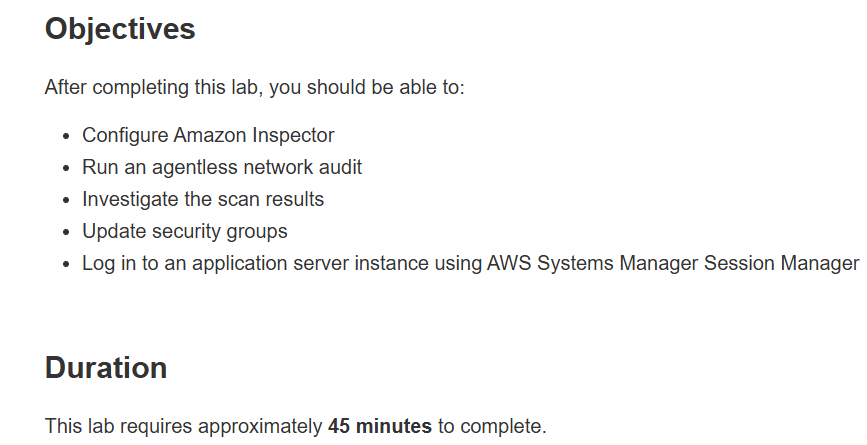 Objectives
After completing this lab, you should be able to:
• Configure Amazon Inspector
• Run an agentless network audit
• Investigate the scan results
• Update security groups
• Log in to an application server instance using AWS Systems Manager Session Manager
Duration
This lab requires approximately 45 minutes to complete.